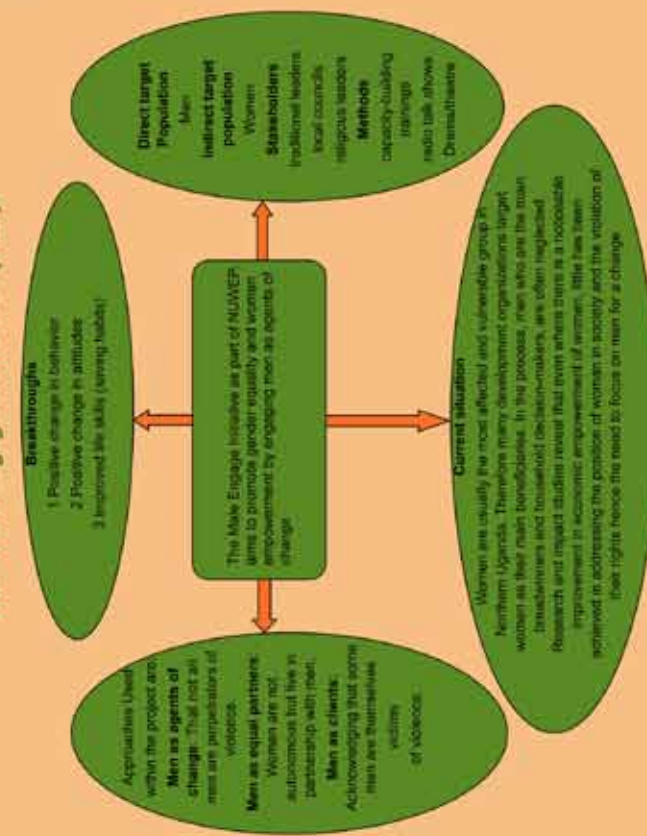 Breakthroughs
1 Positive change in behavior
2 Positive change in attitudes
3 Improved life skills (saving habits)
Approaches Used
within the project are;
Men as agents of
change: That not all
men are perpetrators of
violence.
Men as equal partners:
Women are not
autonomous but live in
partnership with men.
Men as clients:
Acknowledging that some
men are themselves
victims
of violence.
The Male Engage Initiative as part of NUWEP
aims to promote gender equality and women
empowerment by engaging men as agents of
change
Direct target
Population
Men
Indirect target
population
Women
Stakeholders
traditional leaders
local councils
religious leaders
Methods
capacity-building
trainings
radio talk shows
Drama/theatre
Current situation
Women are usually the most affected and vulnerable group in
Northern Uganda. Therefore many development organizations target
women as their main beneficiaries. In the process, men who are the main
breadwinners and household decision-makers, are often neglected.
Research and impact studies reveal that even where there is a noticeable
improvement in economic empowerment of women, little has been
achieved in addressing the position of woman in society and the violation of
their rights hence the need to focus on men for a change